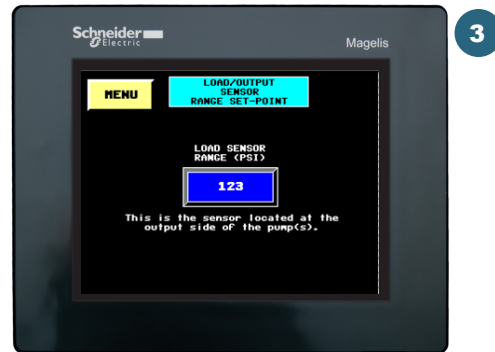 Schneider
Electric
Magelis
3
MENU
LOAD/OUTPUT
SENSOR
RANGE SET-POINT
LOAD SENSOR
RANGE (PSI)
123
This is the sensor located at the
output side of the pump(s).